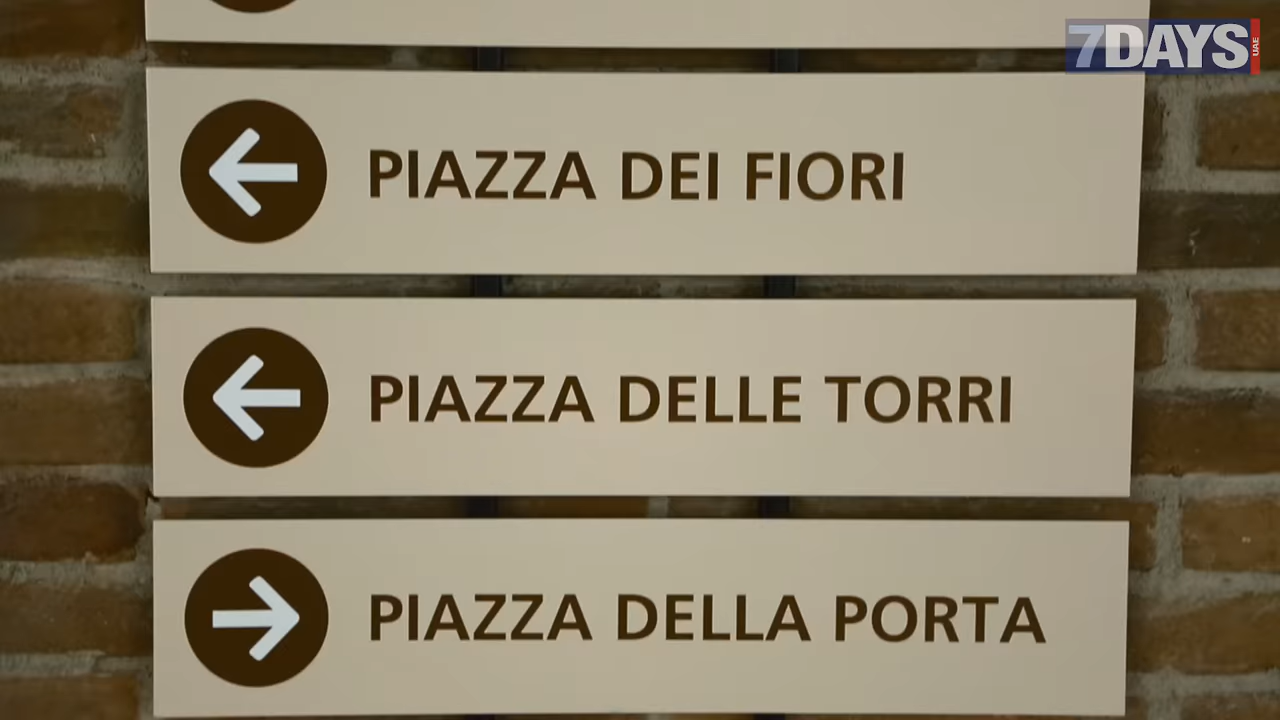 7DAYS UAE
PIAZZA DEI FIORI
PIAZZA DELLE TORRI
PIAZZA DELLA PORTA